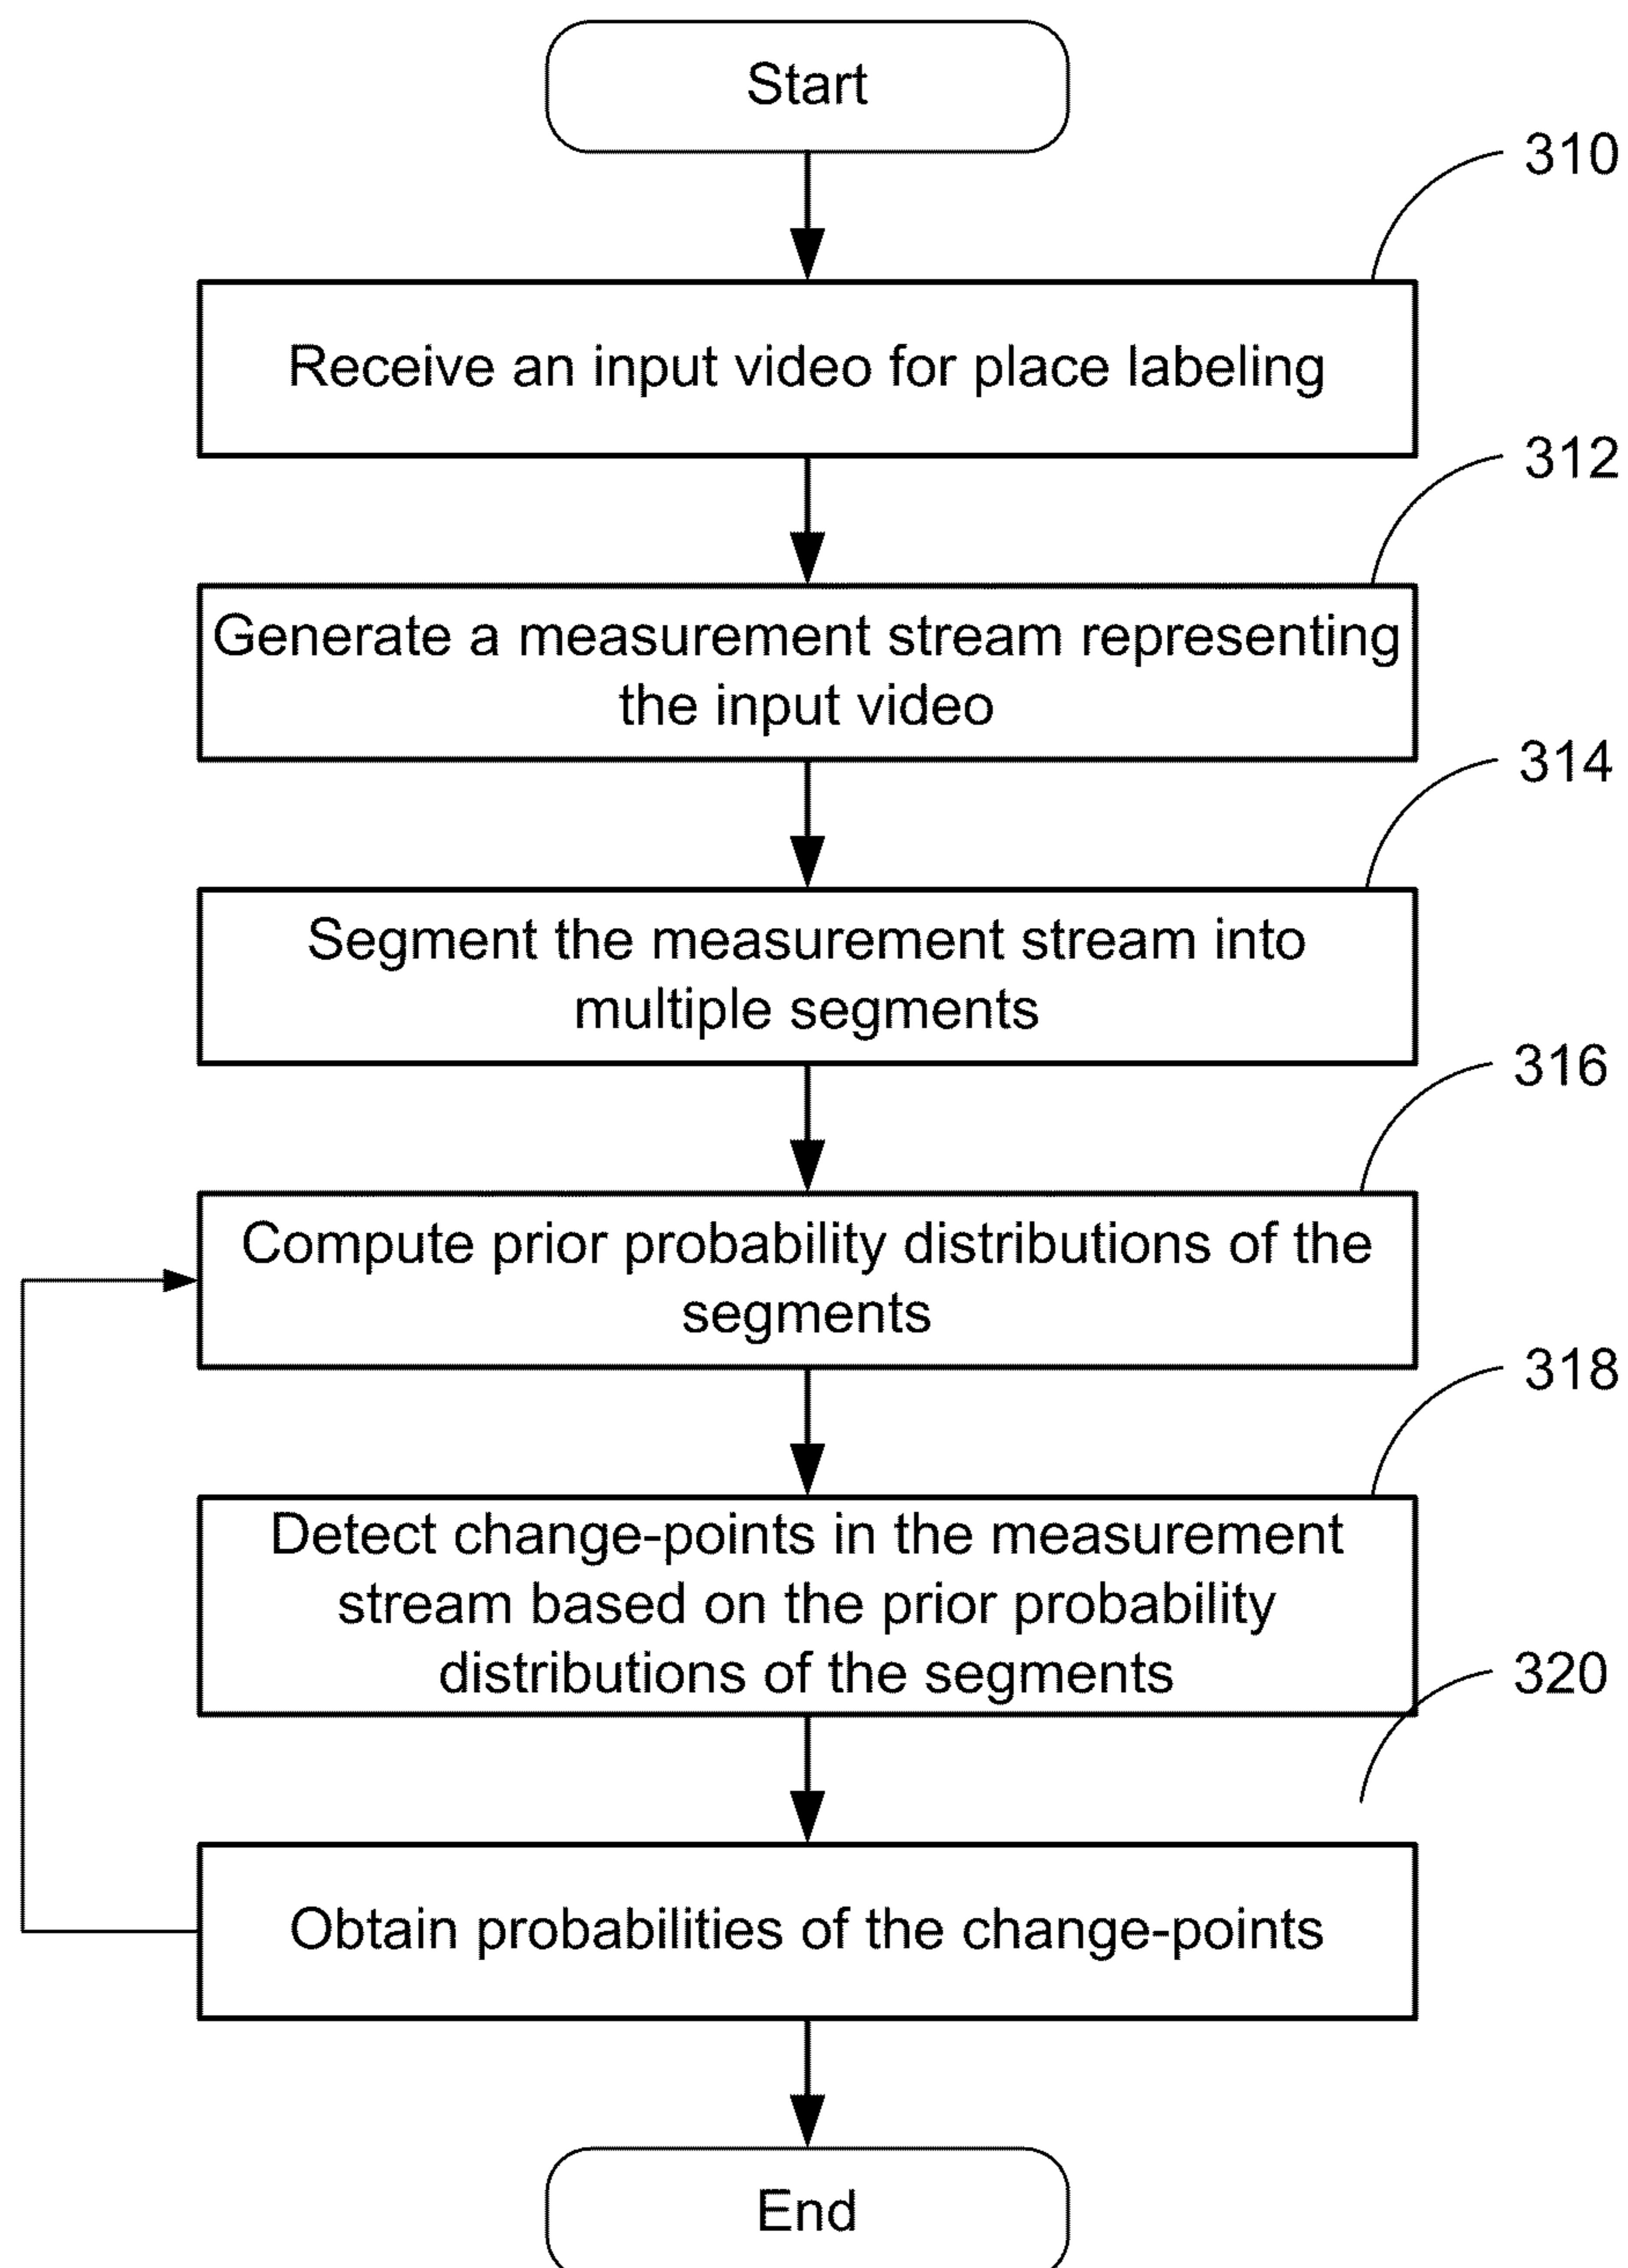 Start
310
Receive an input video for place labeling
312
Generate a measurement stream representing
the input video
314
Segment the measurement stream into
multiple segments
316
Compute prior probability distributions of the
segments
318
Detect change-points in the measurement
stream based on the prior probability
distributions of the segments
320
Obtain probabilities of the change-points
End